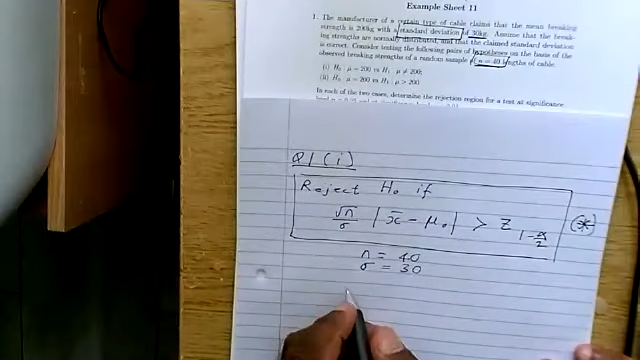 Example Sheet 11
1. The manufacturer of a certain type of cable claims that the mean breaking
strength is 200kg with a standard deviation of 30kg. Assume that the break-
ing strengths are normally distributed, and that the claimed standard deviation
is correct. Consider testing the following pairs of hypotheses on the basis of the
observed breaking strengths of a random sample (n = 40) lengths of cable.
(i) H₀ : μ = 200 vs H₁ : μ ≠ 200;
(ii) H₀ : μ = 200 vs H₁ : μ > 200
In each of the two cases, determine the rejection region for a test at significance
Q1 (i)
Reject H₀ if
√n/σ |x̄ − μ₀| > Z_{1−α/2} (*)
n = 40
σ = 30